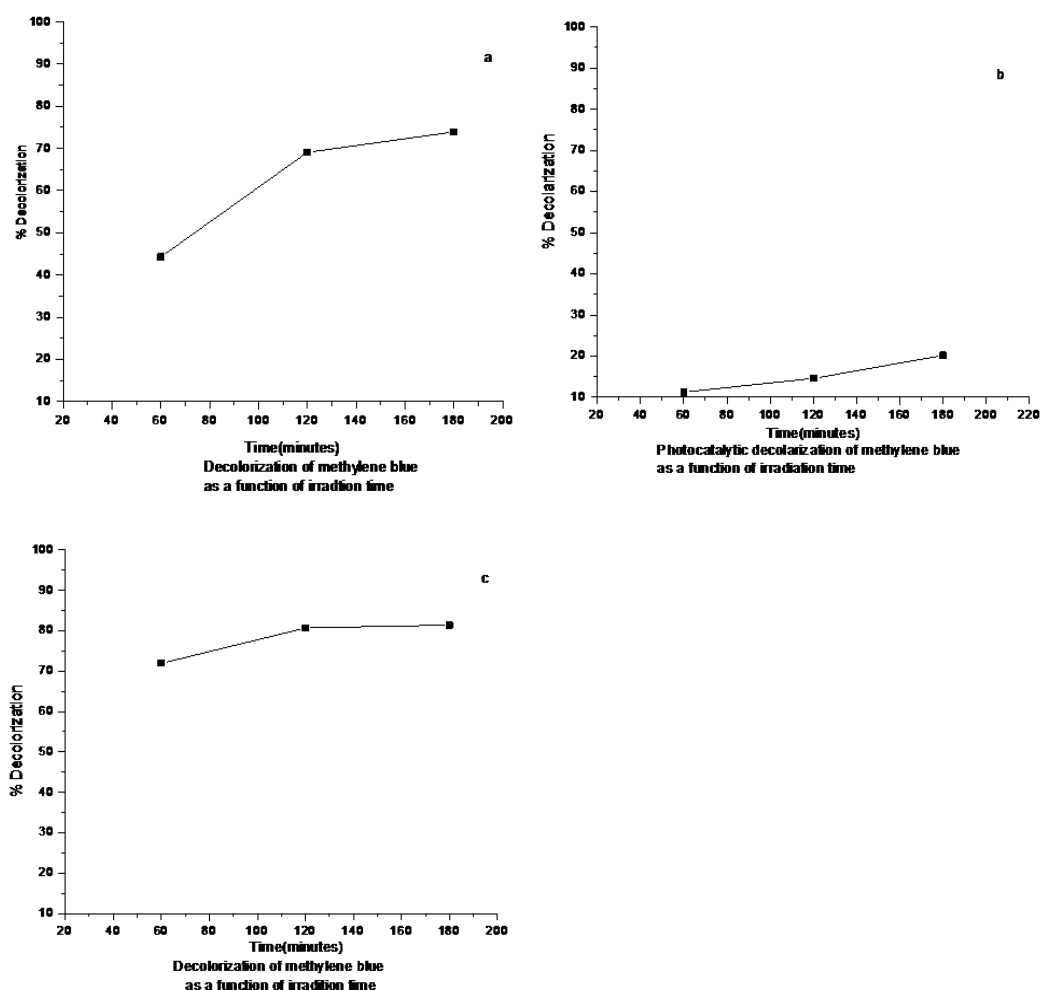 a
% Decolorization
100
90
80
70
60
50
40
30
20
10
20 40 60 80 100 120 140 160 180 200
Time(minutes)
Decolorization of methylene blue
as a function of irradtion time
b
% Decolarization
100
90
80
70
60
50
40
30
20
10
20 40 60 80 100 120 140 160 180 200 220
Time(minutes)
Photocatalytic decolarization of methylene blue
as a function of irradiation time
c
% Decolorization
100
90
80
70
60
50
40
30
20
10
20 40 60 80 100 120 140 160 180 200
Time(minutes)
Decolorization of methylene blue
as a function of irradition time